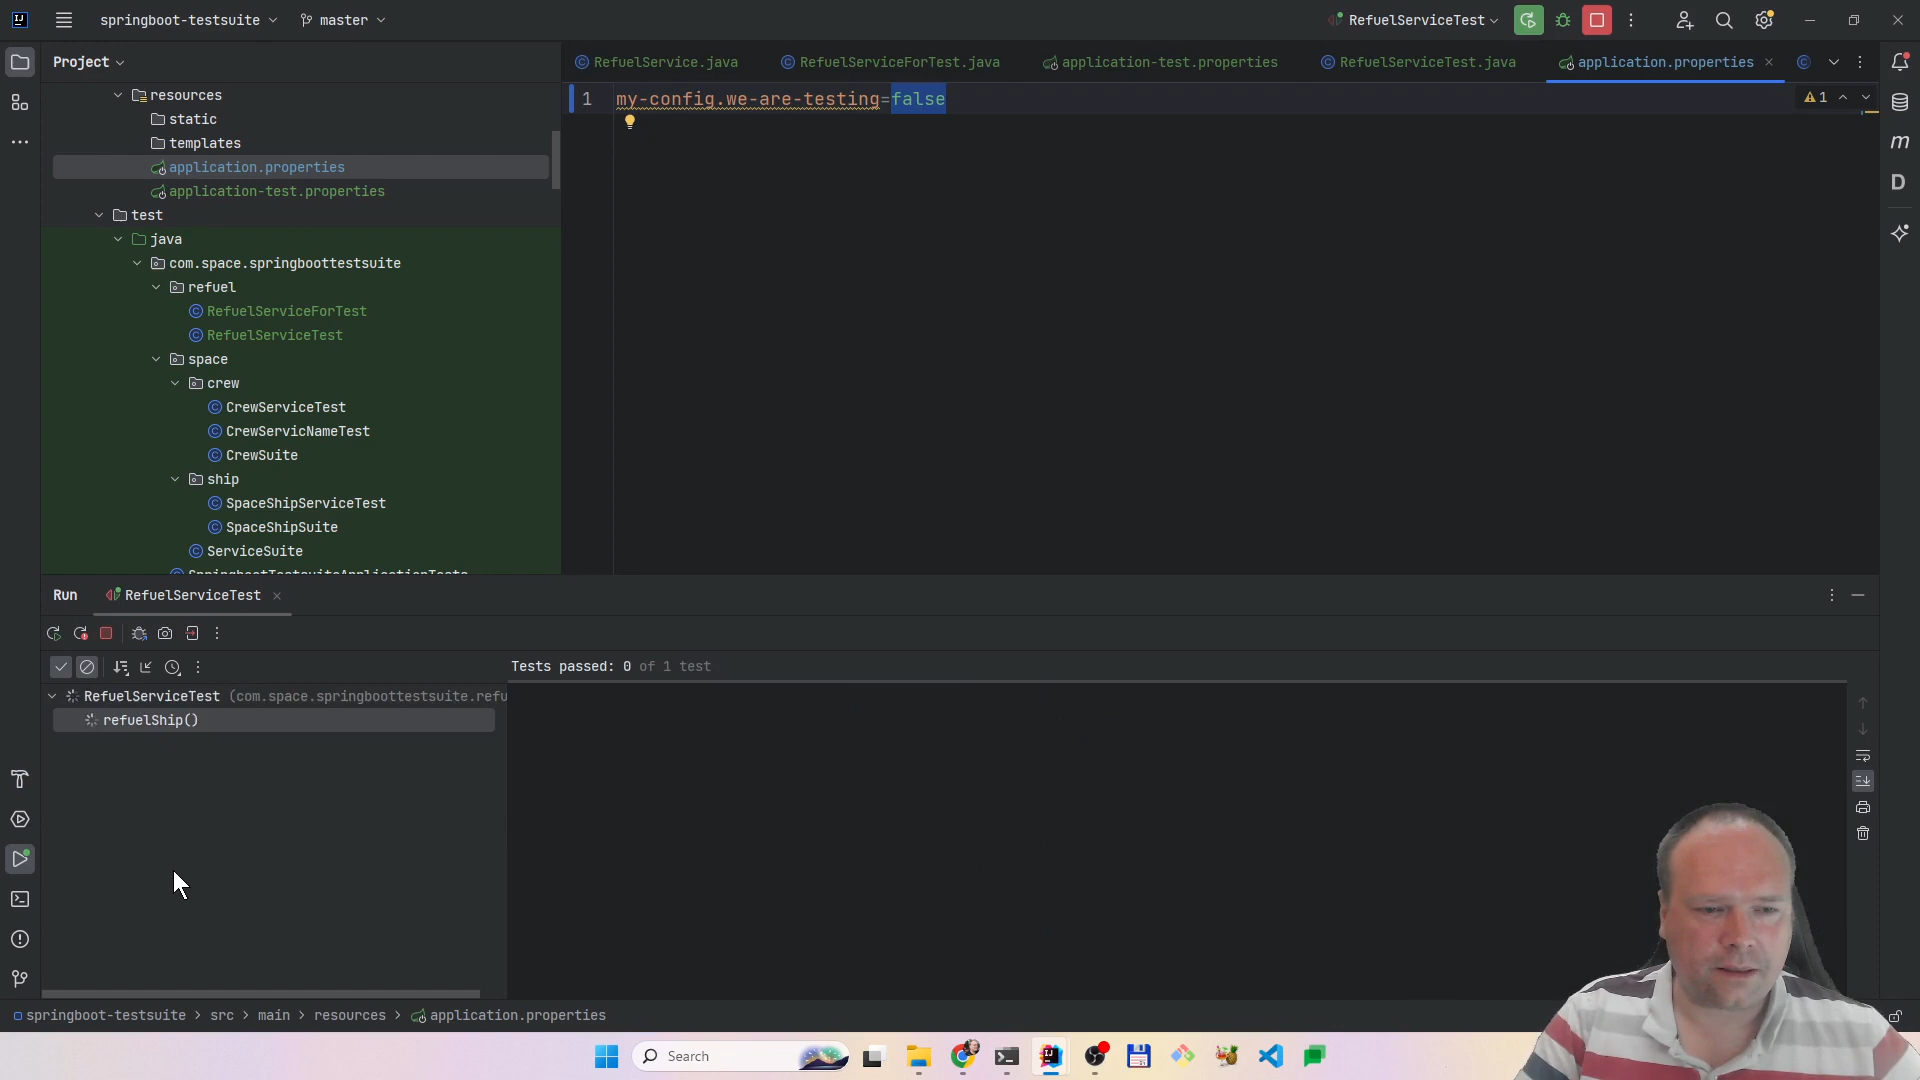 springboot-testsuite master RefuelServiceTest
Project RefuelService.java RefuelServiceForTest.java application-test.properties RefuelServiceTest.java application.properties
1 my-config.we-are-testing=false 1
resources
static
templates
application.properties
application-test.properties
test
java
com.space.springboottestsuite
refuel
RefuelServiceForTest
RefuelServiceTest
space
crew
CrewServiceTest
CrewServicNameTest
CrewSuite
ship
SpaceShipServiceTest
SpaceShipSuite
ServiceSuite
SpringbootTestsuiteApplicationTests
Run RefuelServiceTest
Tests passed: 0 of 1 test
RefuelServiceTest (com.space.springboottestsuite.refu
refuelShip()
springboot-testsuite > src > main > resources > application.properties
Search